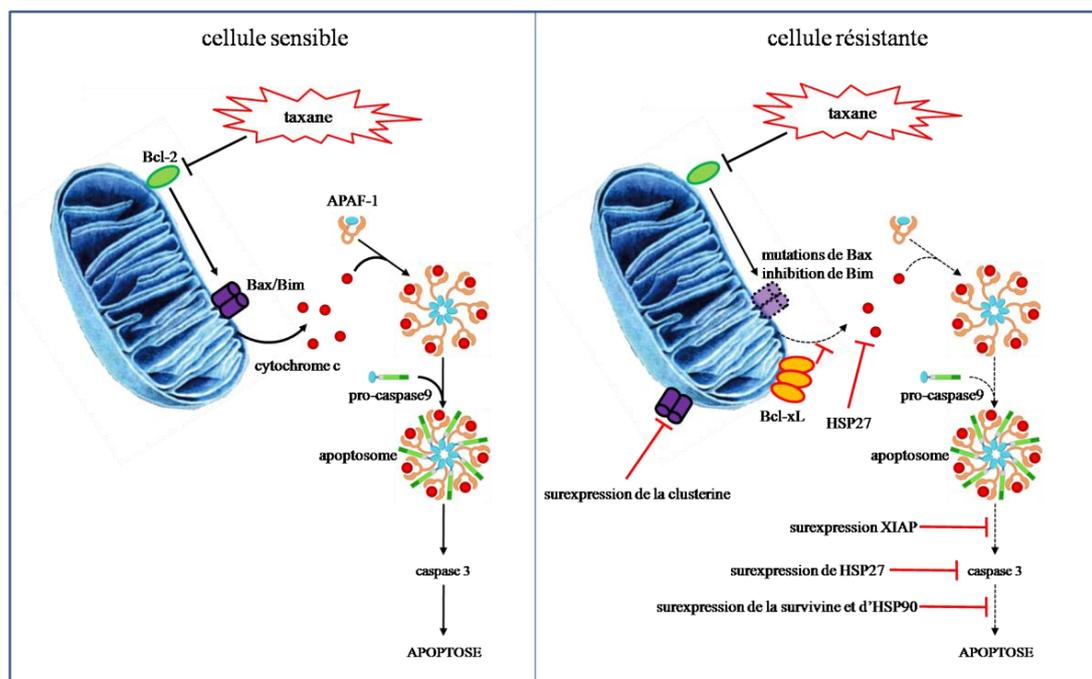 cellule sensible
taxane
Bcl-2
APAF-1
Bax/Bim
cytochrome c
pro-caspase9
apoptosome
caspase 3
APOPTOSE
cellule résistante
taxane
mutations de Bax
inhibition de Bim
Bcl-xL
HSP27
pro-caspase9
surexpression de la clusterine
apoptosome
surexpression XIAP
surexpression de HSP27
caspase 3
surexpression de la survivine et d’HSP90
APOPTOSE